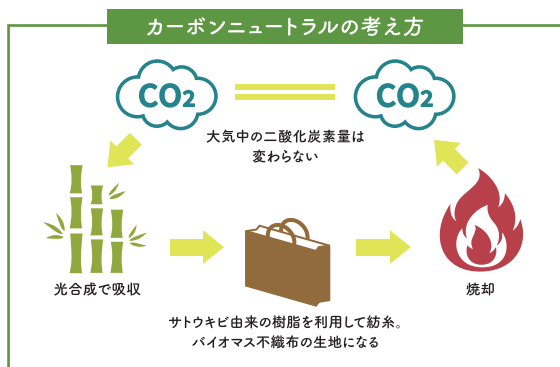 カーボンニュートラルの考え方
CO2
CO2
大気中の二酸化炭素量は
変わらない
光合成で吸収
焼却
サトウキビ由来の樹脂を利用して紡糸。
バイオマス不織布の生地になる